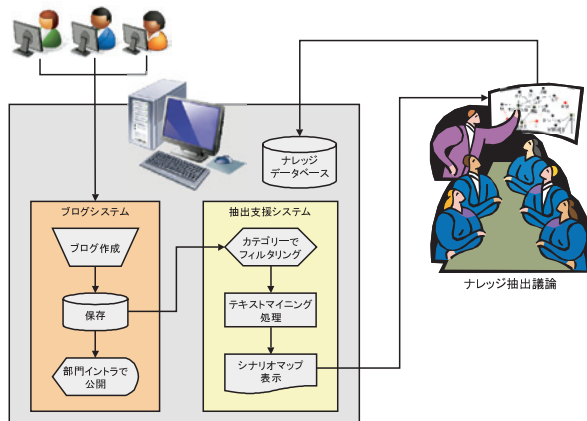 ナレッジ
データベース
ブログシステム
ブログ作成
保存
部門イントラで
公開
抽出支援システム
カテゴリーで
フィルタリング
テキストマイニング
処理
シナリオマップ
表示
ナレッジ抽出議論